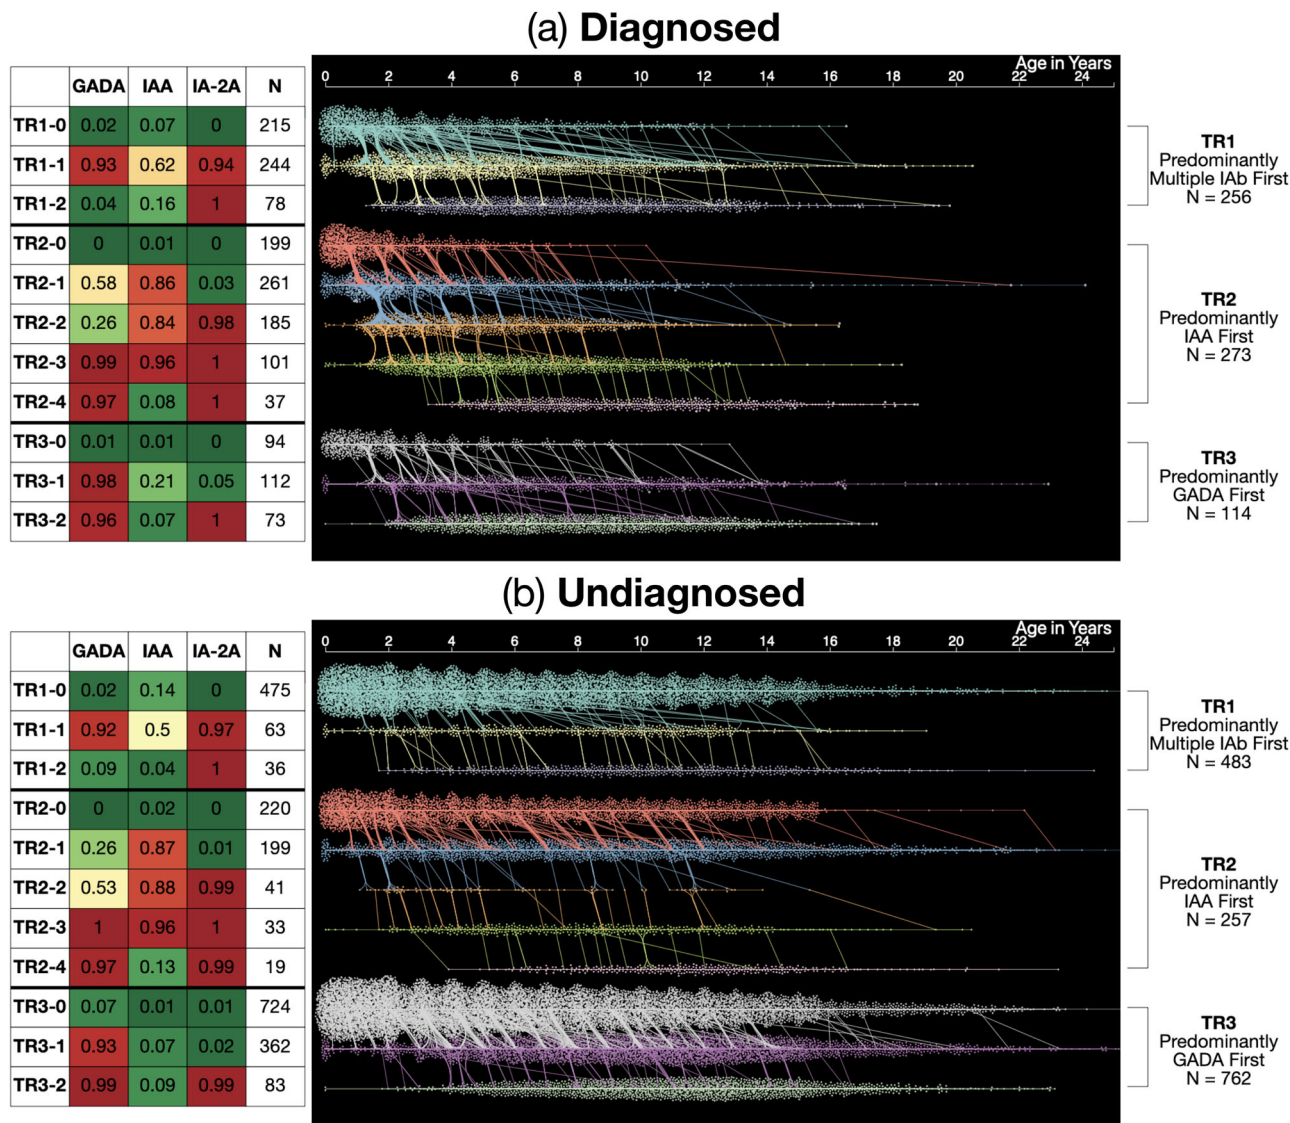 (a) Diagnosed
GADA IAA IA-2A N
TR1-0 0.02 0.07 0 215
TR1-1 0.93 0.62 0.94 244
TR1-2 0.04 0.16 1 78
TR2-0 0 0.01 0 199
TR2-1 0.58 0.86 0.03 261
TR2-2 0.26 0.84 0.98 185
TR2-3 0.99 0.96 1 101
TR2-4 0.97 0.08 1 37
TR3-0 0.01 0.01 0 94
TR3-1 0.98 0.21 0.05 112
TR3-2 0.96 0.07 1 73
Age in Years
0 2 4 6 8 10 12 14 16 18 20 22 24
TR1
Predominantly
Multiple IAb First
N = 256
TR2
Predominantly
IAA First
N = 273
TR3
Predominantly
GADA First
N = 114
(b) Undiagnosed
GADA IAA IA-2A N
TR1-0 0.02 0.14 0 475
TR1-1 0.92 0.5 0.97 63
TR1-2 0.09 0.04 1 36
TR2-0 0 0.02 0 220
TR2-1 0.26 0.87 0.01 199
TR2-2 0.53 0.88 0.99 41
TR2-3 1 0.96 1 33
TR2-4 0.97 0.13 0.99 19
TR3-0 0.07 0.01 0.01 724
TR3-1 0.93 0.07 0.02 362
TR3-2 0.99 0.09 0.99 83
Age in Years
0 2 4 6 8 10 12 14 16 18 20 22 24
TR1
Predominantly
Multiple IAb First
N = 483
TR2
Predominantly
IAA First
N = 257
TR3
Predominantly
GADA First
N = 762